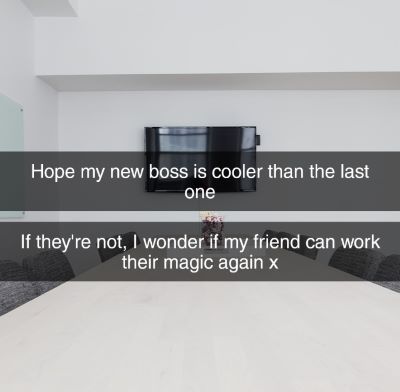 Hope my new boss is cooler than the last
one
If they're not, I wonder if my friend can work
their magic again x